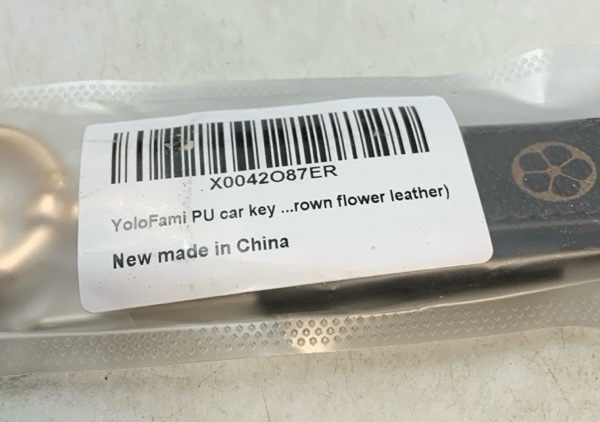 X0042O87ER
YoloFami PU car key ...rown flower leather)
New made in China